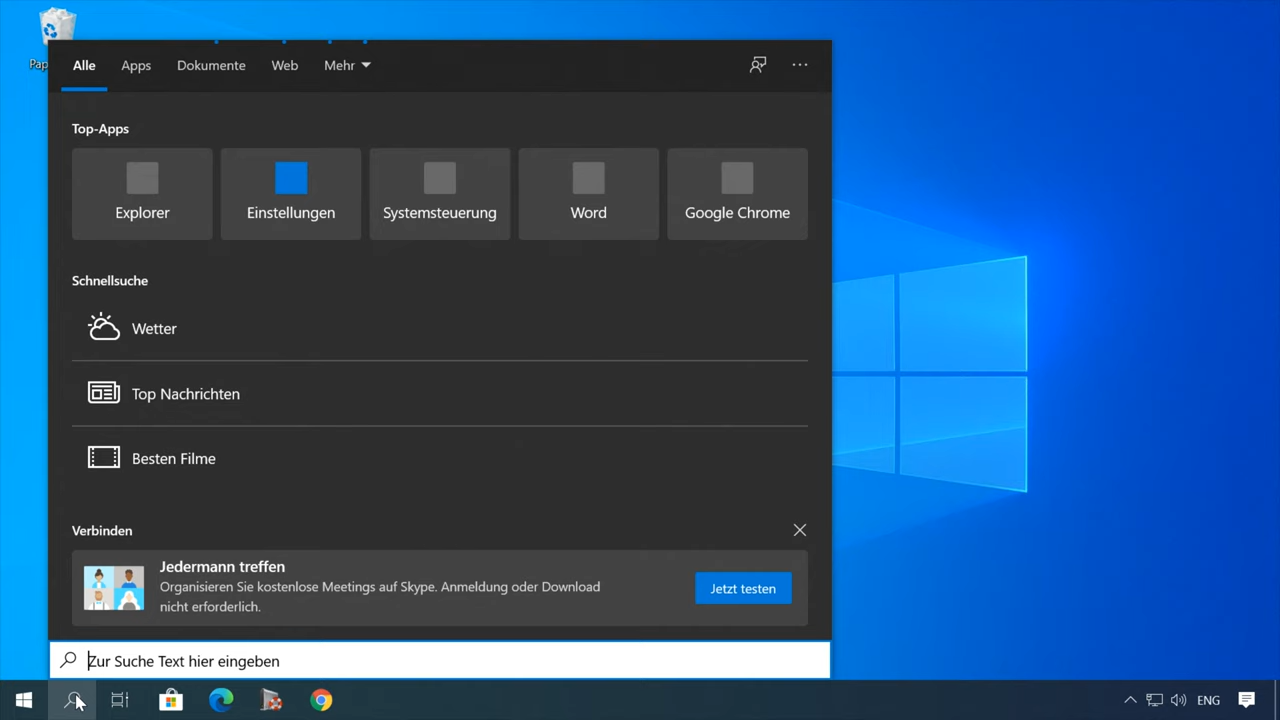 Pap
Alle
Apps
Dokumente
Web
Mehr
Top-Apps
Explorer
Einstellungen
Systemsteuerung
Word
Google Chrome
Schnellsuche
Wetter
Top Nachrichten
Besten Filme
Verbinden
Jedermann treffen
Organisieren Sie kostenlose Meetings auf Skype. Anmeldung oder Download
nicht erforderlich.
Jetzt testen
Zur Suche Text hier eingeben
ENG